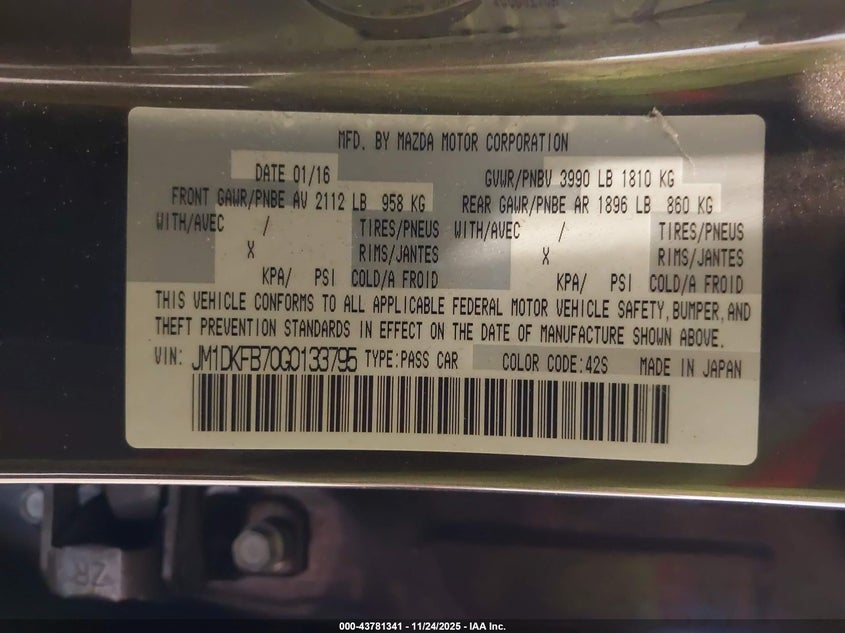 MFD. BY MAZDA MOTOR CORPORATION
DATE 01/16 GVWR/PNBV 3990 LB 1810 KG
FRONT GAWR/PNBE AV 2112 LB 958 KG REAR GAWR/PNBE AR 1896 LB 860 KG
WITH/AVEC / TIRES/PNEUS WITH/AVEC / TIRES/PNEUS
X RIMS/JANTES X RIMS/JANTES
KPA/ PSI COLD/A FROID KPA/ PSI COLD/A FROID
THIS VEHICLE CONFORMS TO ALL APPLICABLE FEDERAL MOTOR VEHICLE SAFETY, BUMPER, AND
THEFT PREVENTION STANDARDS IN EFFECT ON THE DATE OF MANUFACTURE SHOWN ABOVE.
VIN: JM1DKFB70G0133795 TYPE:PASS CAR COLOR CODE:42S MADE IN JAPAN
ZR
000-43781341 - 11/24/2025 - IAA Inc.